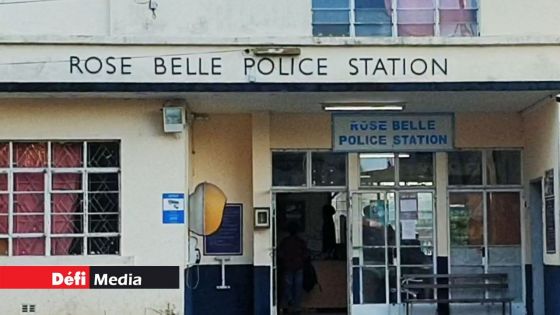 ROSE BELLE POLICE STATION
ROSE BELLE
POLICE STATION
Défi Media